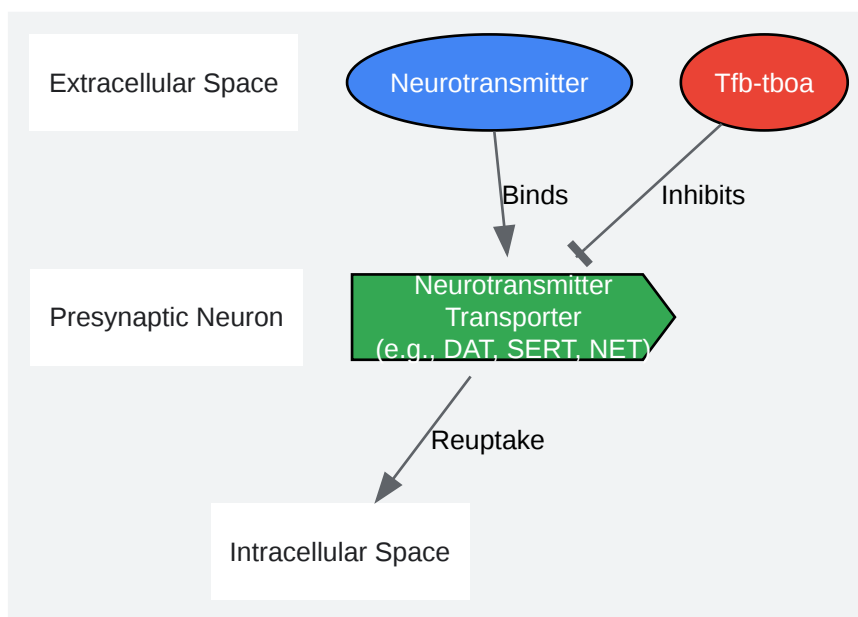 Extracellular Space
Neurotransmitter
Tfb-tboa
Binds
Inhibits
Presynaptic Neuron
Neurotransmitter
Transporter
(e.g., DAT, SERT, NET)
Reuptake
Intracellular Space